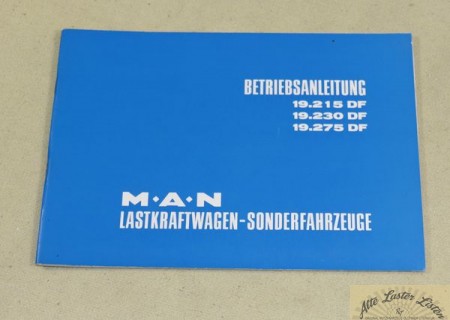 BETRIEBSANLEITUNG
19.215 DF
19.230 DF
19.275 DF
M·A·N
LASTKRAFTWAGEN-SONDERFAHRZEUGE
Alte Laster Listen